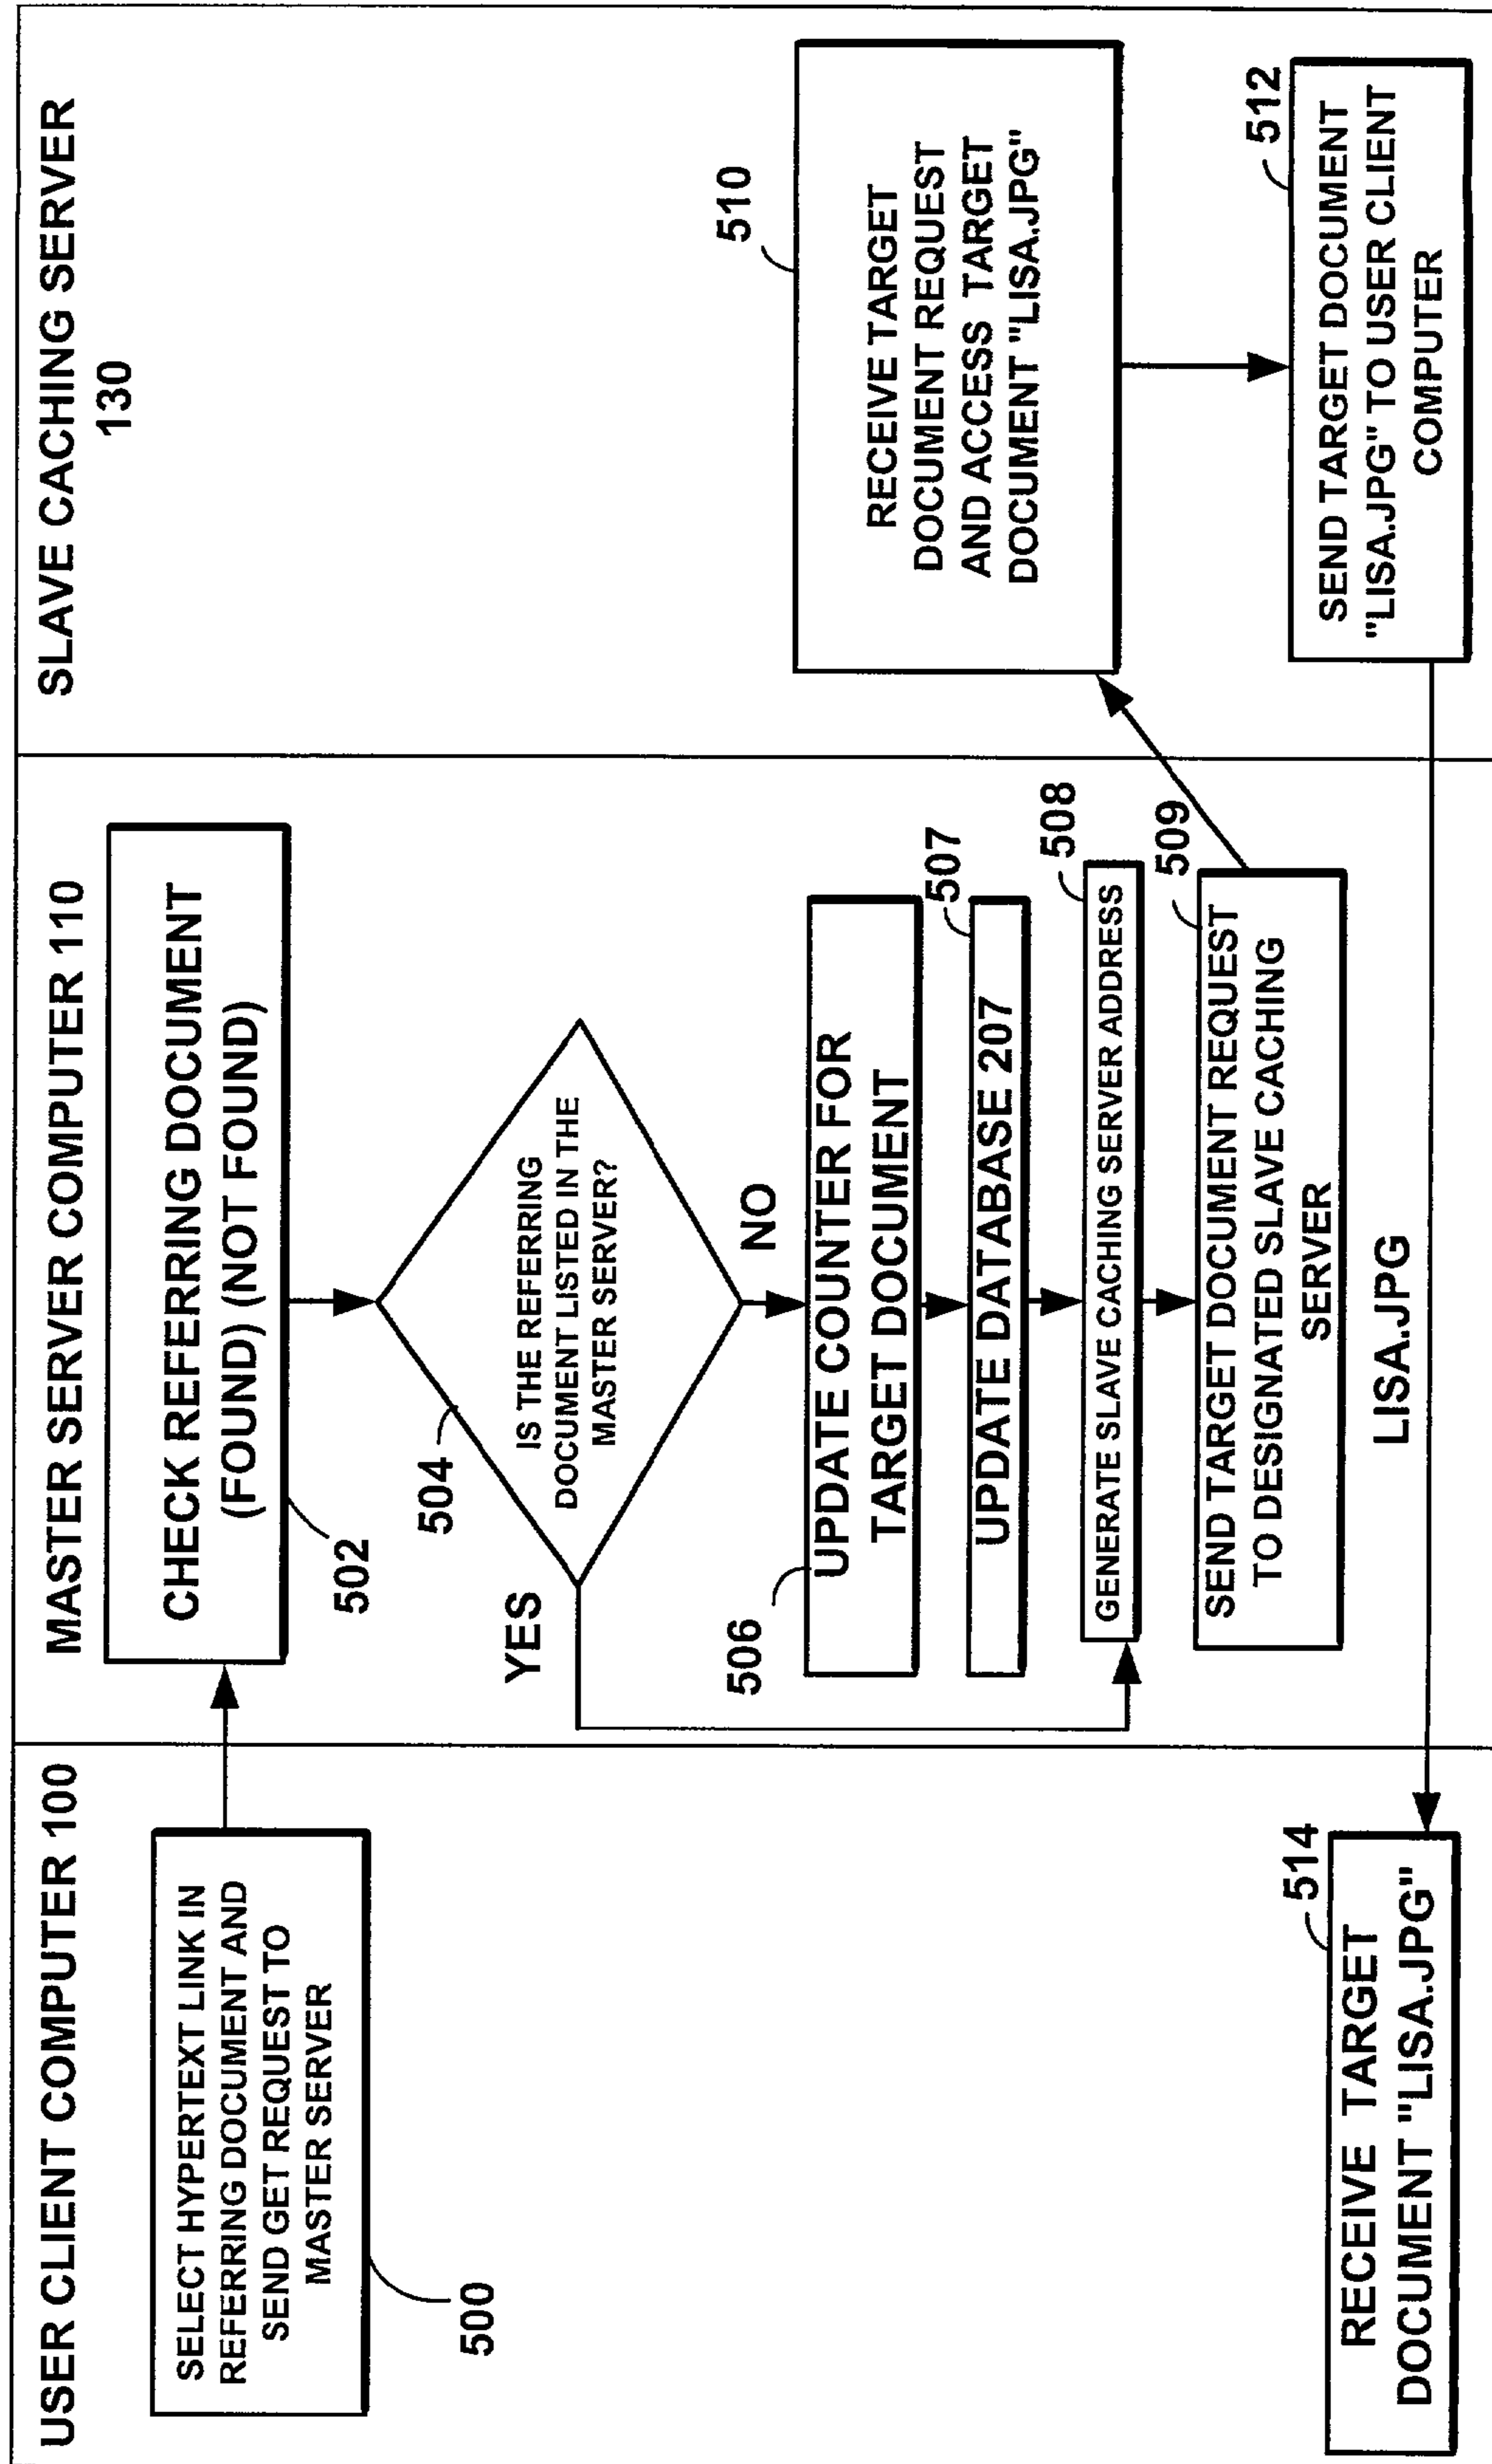 USER CLIENT COMPUTER 100
SELECT HYPERTEXT LINK IN
REFERRING DOCUMENT AND
SEND GET REQUEST TO
MASTER SERVER
500
RECEIVE TARGET
DOCUMENT "LISA.JPG"
514
MASTER SERVER COMPUTER 110
CHECK REFERRING DOCUMENT
(FOUND) (NOT FOUND)
502
504
IS THE REFERRING
DOCUMENT LISTED IN THE
MASTER SERVER?
YES
NO
506
UPDATE COUNTER FOR
TARGET DOCUMENT
507
UPDATE DATABASE 207
508
GENERATE SLAVE CACHING SERVER ADDRESS
509
SEND TARGET DOCUMENT REQUEST
TO DESIGNATED SLAVE CACHING
SERVER
LISA.JPG
SLAVE CACHING SERVER
130
510
RECEIVE TARGET
DOCUMENT REQUEST
AND ACCESS TARGET
DOCUMENT "LISA.JPG"
512
SEND TARGET DOCUMENT
"LISA.JPG" TO USER CLIENT
COMPUTER